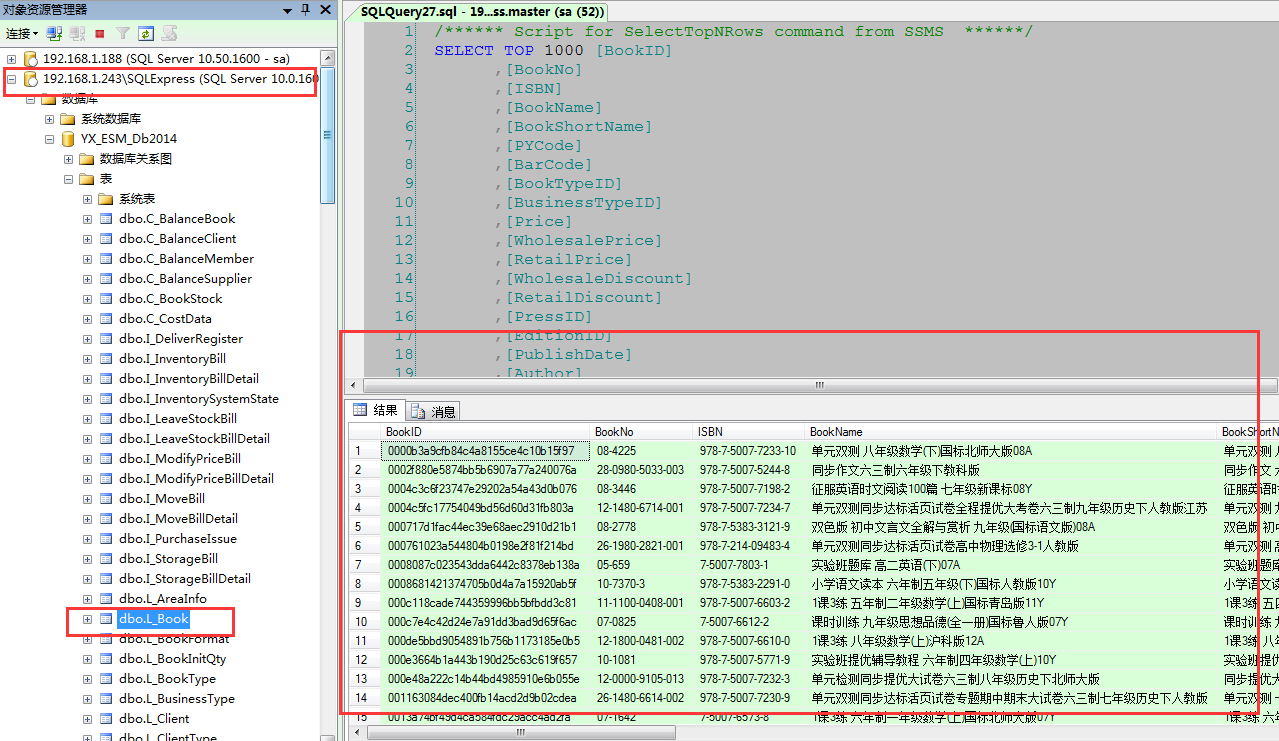 对象资源管理器
连接
192.168.1.188 (SQL Server 10.50.1600 - sa)
192.168.1.243\SQLExpress (SQL Server 10.0.160
数据库
系统数据库
YX_ESM_Db2014
数据库关系图
表
系统表
dbo.C_BalanceBook
dbo.C_BalanceClient
dbo.C_BalanceMember
dbo.C_BalanceSupplier
dbo.C_BookStock
dbo.C_CostData
dbo.I_DeliverRegister
dbo.I_InventoryBill
dbo.I_InventoryBillDetail
dbo.I_InventorySystemState
dbo.I_LeaveStockBill
dbo.I_LeaveStockBillDetail
dbo.I_ModifyPriceBill
dbo.I_ModifyPriceBillDetail
dbo.I_MoveBill
dbo.I_MoveBillDetail
dbo.I_PurchaseIssue
dbo.I_StorageBill
dbo.I_StorageBillDetail
dbo.L_AreaInfo
dbo.L_Book
dbo.L_BookFormat
dbo.L_BookInitQty
dbo.L_BookType
dbo.L_BusinessType
dbo.L_Client
dbo.L_ClientType
SQLQuery27.sql - 19...ss.master (sa (52))
1 /****** Script for SelectTopNRows command from SSMS ******/
2 SELECT TOP 1000 [BookID]
3 ,[BookNo]
4 ,[ISBN]
5 ,[BookName]
6 ,[BookShortName]
7 ,[PYCode]
8 ,[BarCode]
9 ,[BookTypeID]
10 ,[BusinessTypeID]
11 ,[Price]
12 ,[WholesalePrice]
13 ,[RetailPrice]
14 ,[WholesaleDiscount]
15 ,[RetailDiscount]
16 ,[PressID]
17 ,[EditionID]
18 ,[PublishDate]
19 ,[Author]
结果 消息
BookID BookNo ISBN BookName BookShortN
1 0000b3a9cfb84c4a8155ce4c10b15f97 08-4225 978-7-5007-7233-10 单元双测 八年级数学(下)国标北师大版08A 单元双测
2 0002f880e5874bb5b6907a77a240076a 28-0980-5033-003 978-7-5007-5244-8 同步作文六三制六年级下教科版 同步作文
3 0004c3c6f23747e29202a54a43d0b076 08-3446 978-7-5007-7198-2 征服英语时文阅读100篇 七年级新课标08Y 征服英语
4 0004c5fc17754049bd56d60d31fb803a 12-1480-6714-001 978-7-5007-7234-7 单元双测同步达标活页试卷全程提优大考卷六三制九年级历史下人教版江苏 单元双测
5 000717d1fac44ec39e68aec2910d21b1 08-2778 978-7-5383-3121-9 双色版 初中文言文全解与赏析 九年级(国标语文版)08A 双色版 初
6 000761023a544804b0198e2f81f214bd 26-1980-2821-001 978-7-214-09483-4 单元双测同步达标活页试卷高中物理选修3-1人教版 单元双测
7 0008087c023543dda6442c8378eb138a 05-659 7-5007-7803-1 实验班题库 高二英语(下)07A 实验班题
8 0008681421374705b0d4a7a15920ab5f 10-7370-3 978-7-5383-2291-0 小学语文读本 六年制五年级(下)国标人教版10Y 小学语文
9 000c118cade744359996bb5bfbdd3c81 11-1100-0408-001 978-7-5007-6603-2 1课3练 五年制二年级数学(上)国标青岛版11Y 1课3练 五
10 000c7e4c42d24e7a91dd3bad9d65f6ac 07-0825 7-5007-6612-2 课时训练 九年级思想品德(全一册)国标鲁人版07Y 课时训练
11 000de5bbd9054891b756b1173185e0b5 12-1800-0481-002 978-7-5007-6610-0 1课3练 八年级数学(上)沪科版12A 1课3练 八
12 000e3664b1a443b190d25c63c619f657 10-1081 978-7-5007-5771-9 实验班提优辅导教程 六年制四年级数学(上)10Y 实验班提
13 000e48a222c14b44bd4985910e6b055e 12-0000-9105-013 978-7-5007-7232-3 单元检测同步提优大试卷六三制八年级历史下北师大版 同步提优
14 001163084dec400fb14acd2d9b02cdea 26-1480-6614-002 978-7-5007-7230-9 单元双测同步达标活页试卷专题期中期末大试卷六三制七年级历史下人教版 单元双测
15 0013a74bf49d4ca584fdc29acc4ad2fa 07-1642 7-5007-6573-8 1课3练 六年制一年级数学(上)国标北师大版07Y 1课3练 六